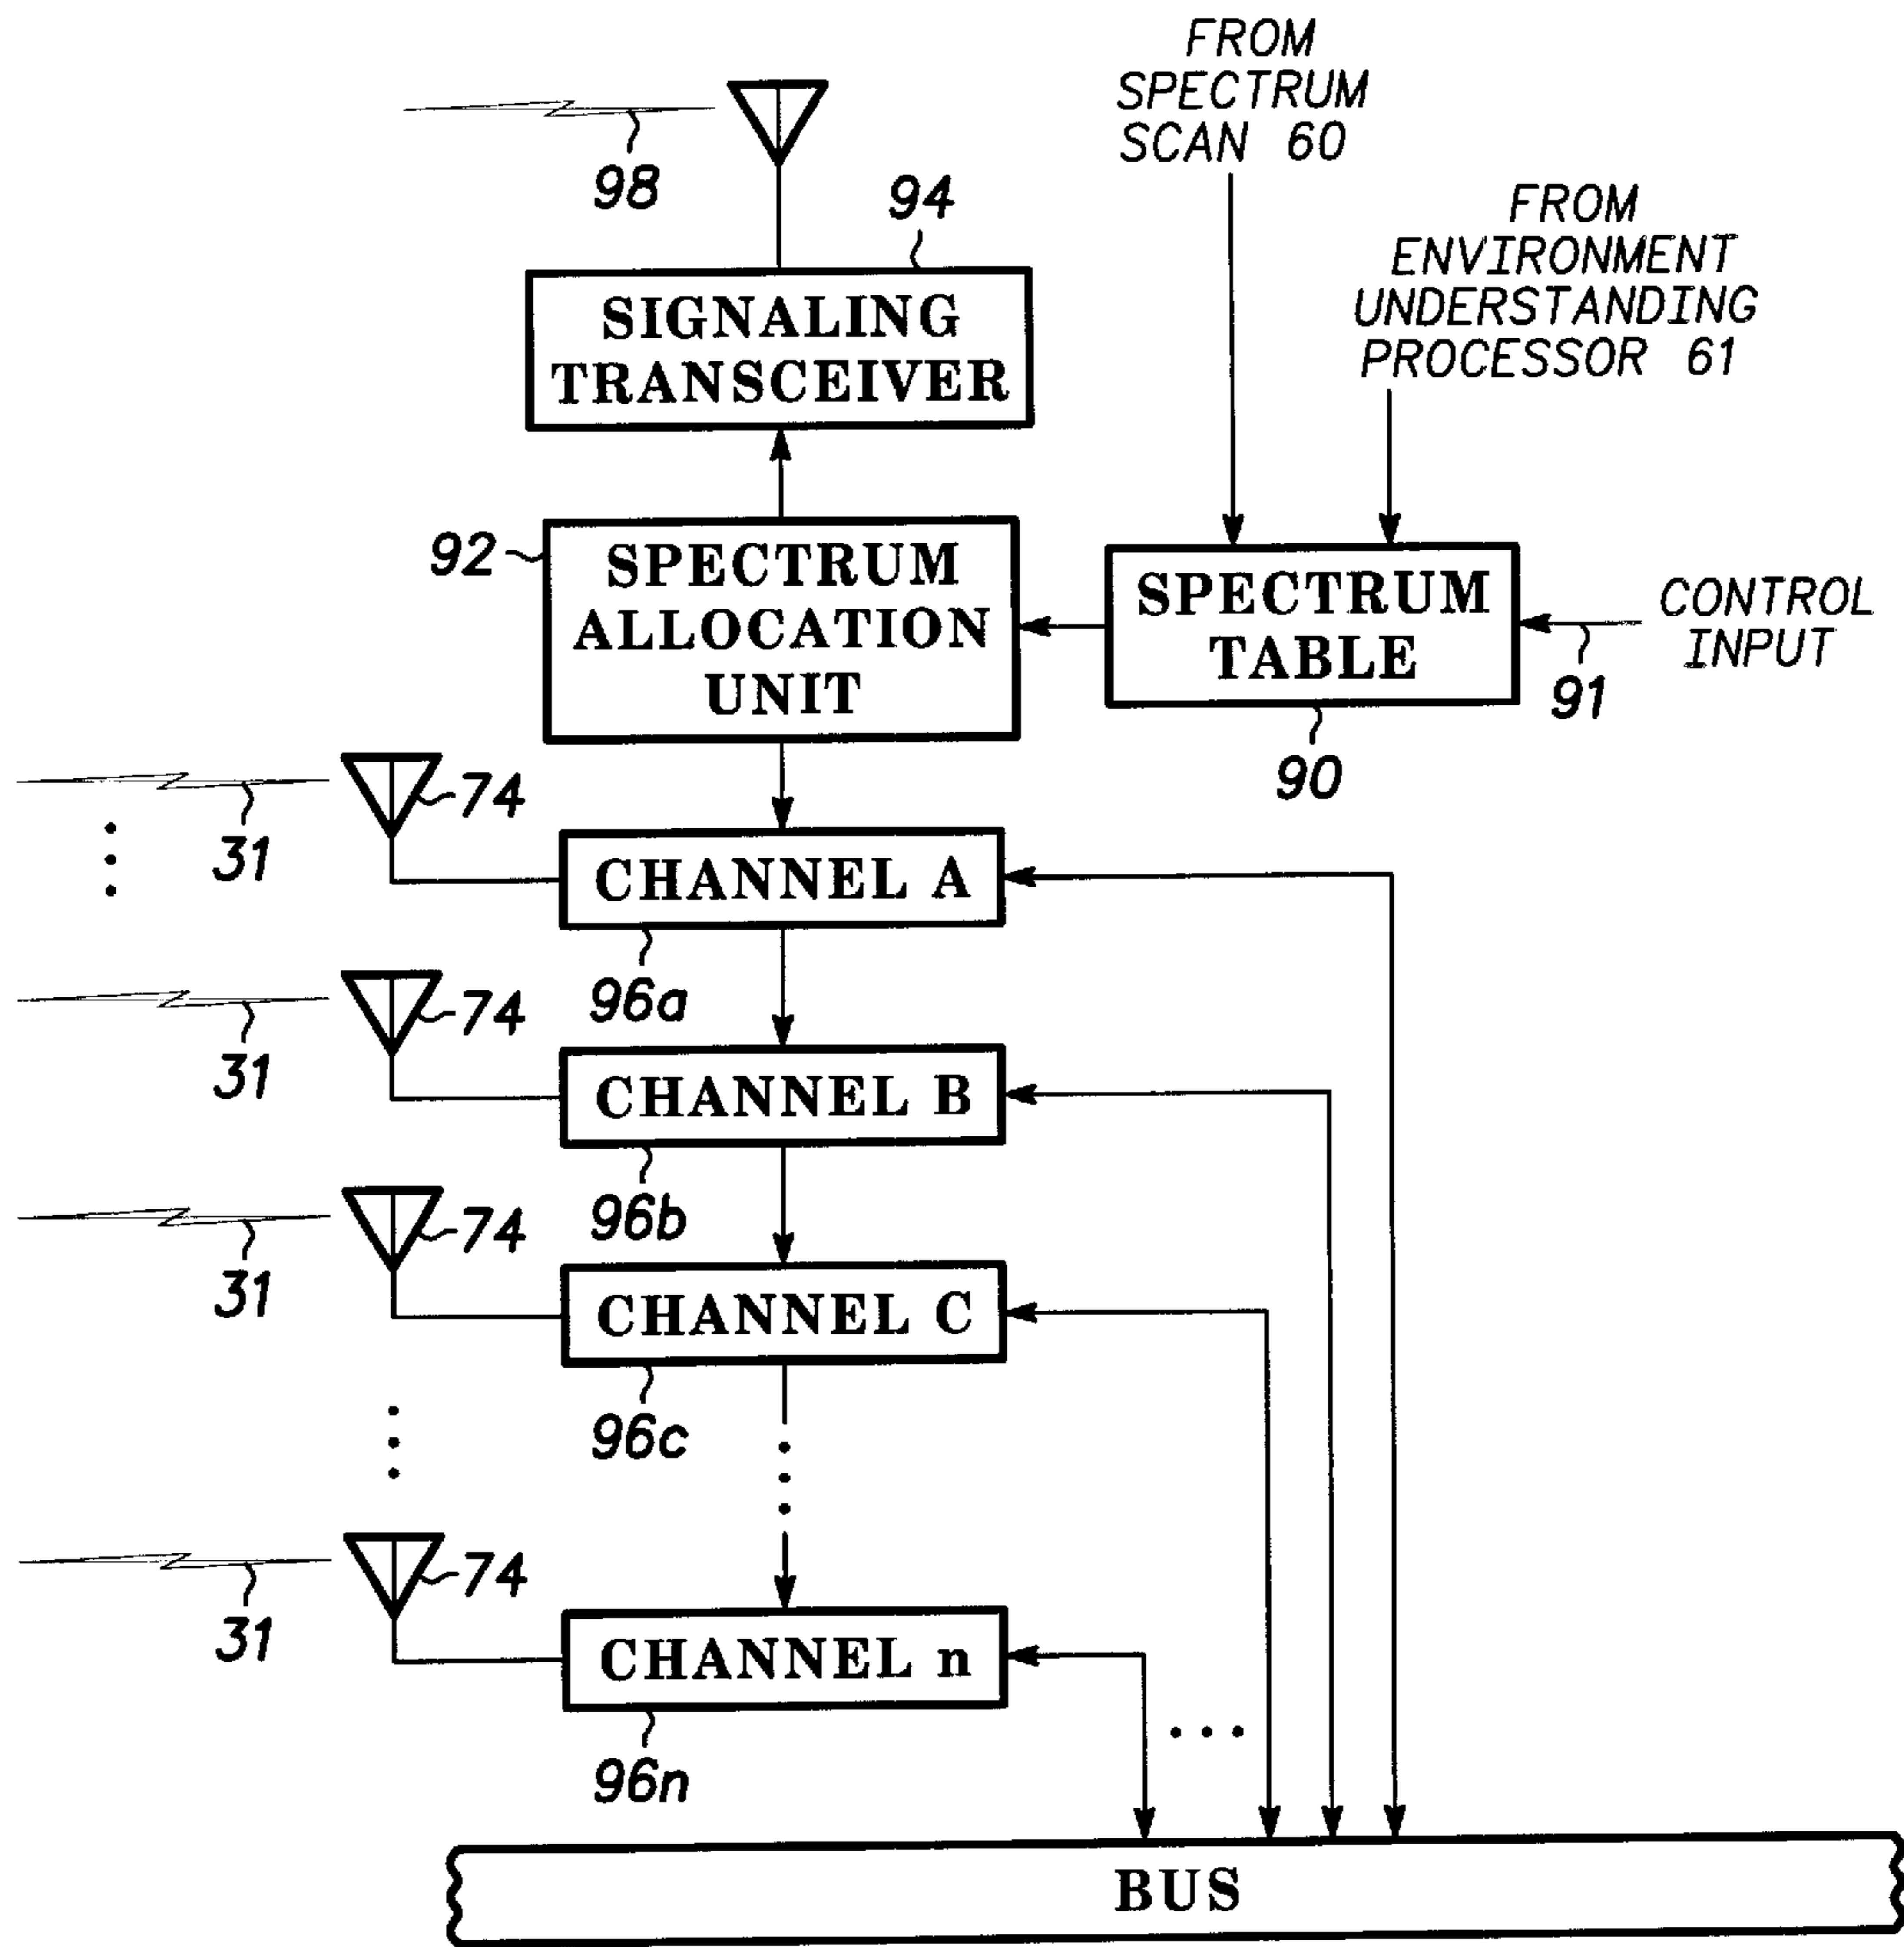 FROM
SPECTRUM
SCAN 60
98
94
FROM
ENVIRONMENT
UNDERSTANDING
PROCESSOR 61
SIGNALING
TRANSCEIVER
92
SPECTRUM
ALLOCATION
UNIT
SPECTRUM
TABLE
CONTROL
INPUT
91
90
31
74
CHANNEL A
96a
31
74
CHANNEL B
96b
31
74
CHANNEL C
96c
31
74
CHANNEL n
96n
BUS